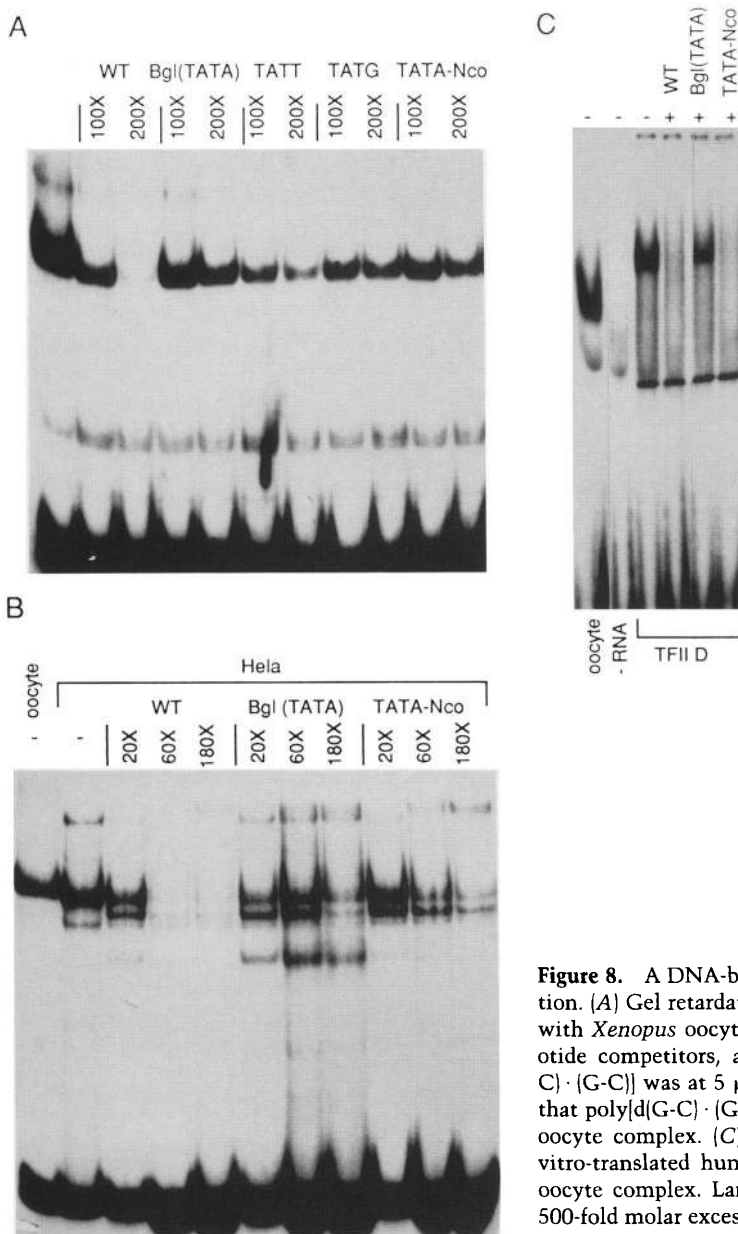 A
WT Bgl(TATA) TATT TATG TATA-Nco
100X 200X 100X 200X 100X 200X 100X 200X 100X 200X
C
WT Bgl(TATA) TATA-Nco
- - - + + +
oocyte - RNA TFII D
B
Hela
oocyte WT Bgl (TATA) TATA-Nco
- - 20X 60X 180X 20X 60X 180X 20X 60X 180X
Figure 8. A DNA-b
tion. (A) Gel retarda
with Xenopus oocyt
otide competitors, a
C) · (G-C)] was at 5 μ
that poly[d(G-C) · (G
oocyte complex. (C)
vitro-translated hun
oocyte complex. Lar
500-fold molar exces